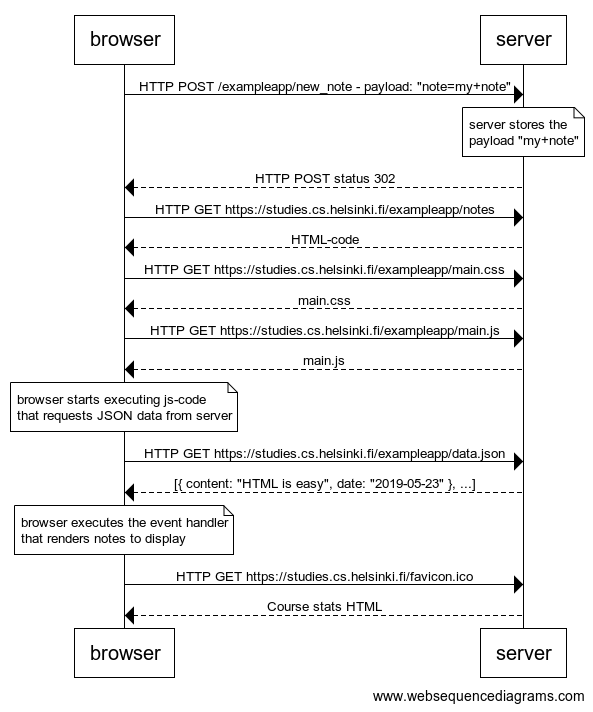 browser
server
HTTP POST /exampleapp/new_note - payload: "note=my+note"
server stores the
payload "my+note"
HTTP POST status 302
HTTP GET https://studies.cs.helsinki.fi/exampleapp/notes
HTML-code
HTTP GET https://studies.cs.helsinki.fi/exampleapp/main.css
main.css
HTTP GET https://studies.cs.helsinki.fi/exampleapp/main.js
main.js
browser starts executing js-code
that requests JSON data from server
HTTP GET https://studies.cs.helsinki.fi/exampleapp/data.json
[{ content: "HTML is easy", date: "2019-05-23" }, ...]
browser executes the event handler
that renders notes to display
HTTP GET https://studies.cs.helsinki.fi/favicon.ico
Course stats HTML
browser
server
www.websequencediagrams.com